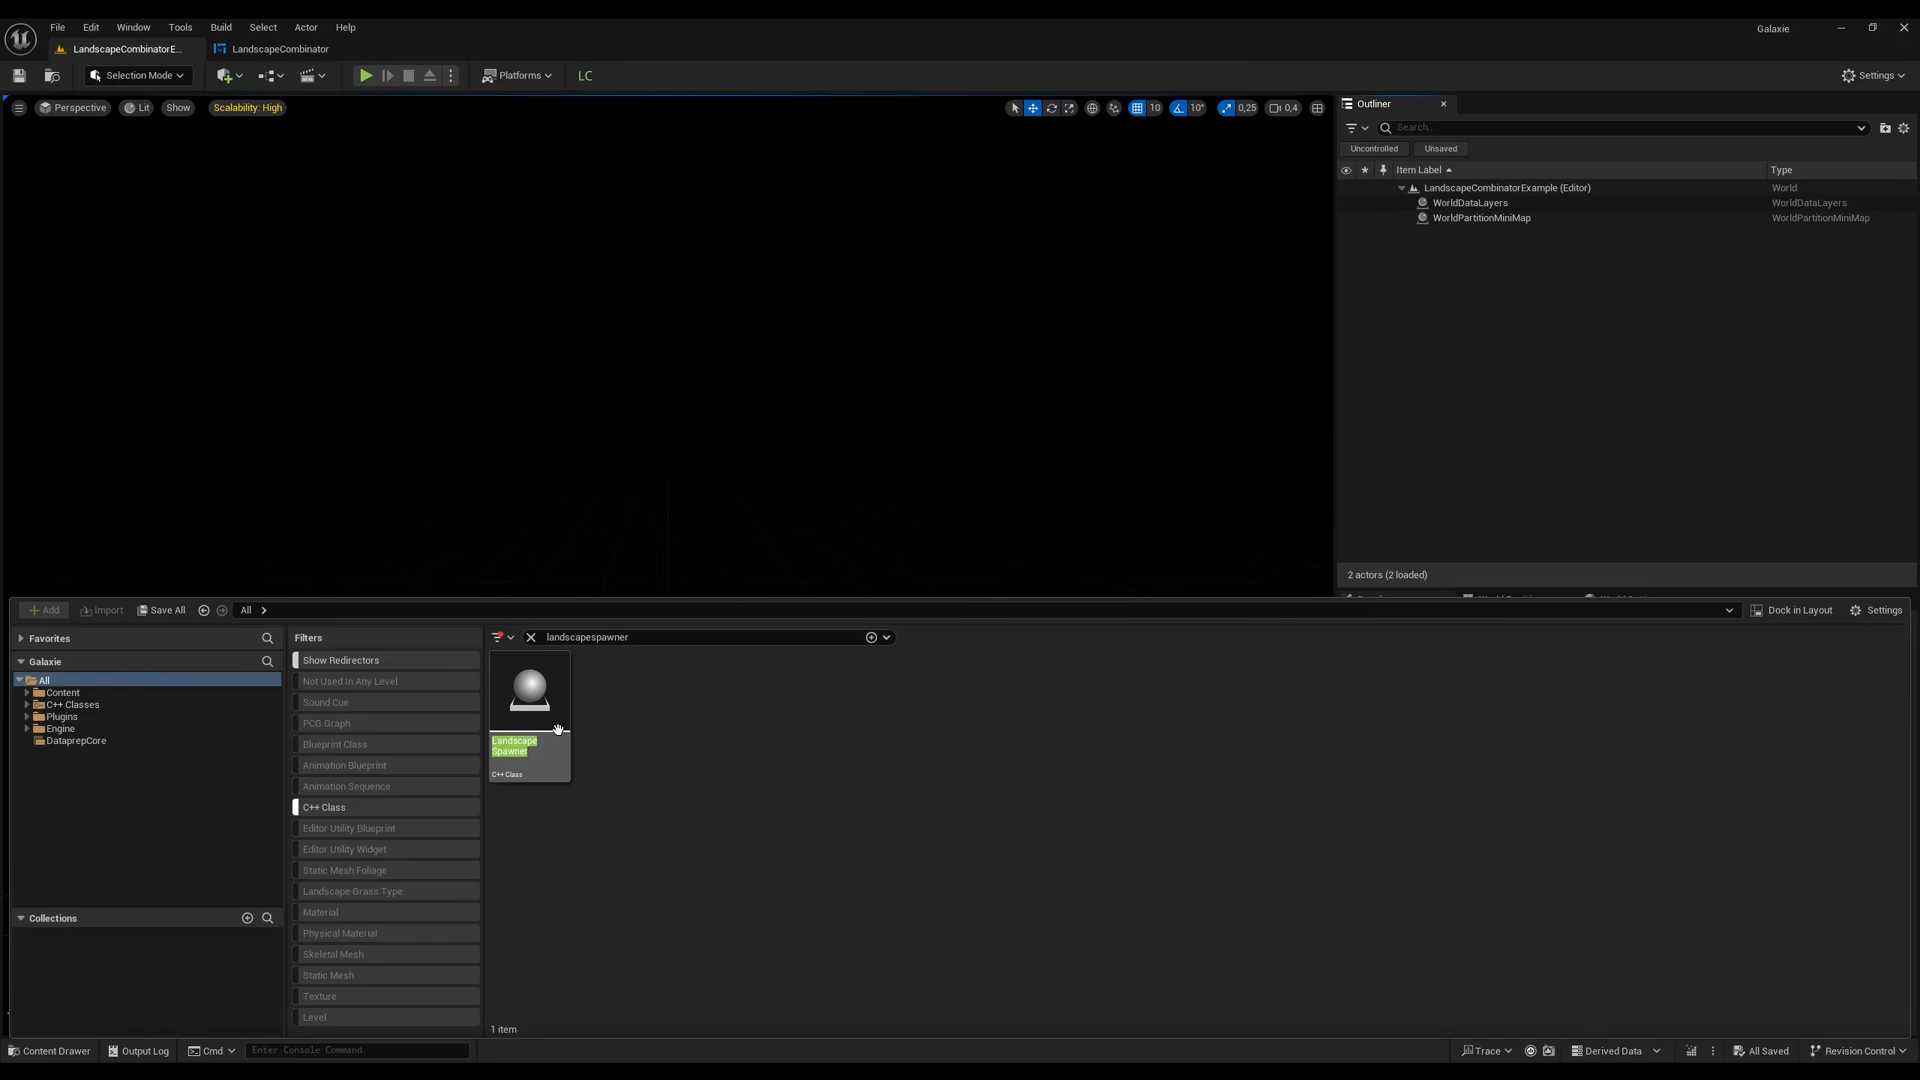 File Edit Window Tools Build Select Actor Help
Galaxie
LandscapeCombinatorE... LandscapeCombinator
Selection Mode Platforms LC Settings
Perspective Lit Show Scalability: High 10 10° 0,25 0,4
Outliner
Search...
Uncontrolled Unsaved
Item Label Type
LandscapeCombinatorExample (Editor) World
WorldDataLayers WorldDataLayers
WorldPartitionMiniMap WorldPartitionMiniMap
2 actors (2 loaded)
Add Import Save All All Dock in Layout Settings
Favorites
Galaxie
All
Content
C++ Classes
Plugins
Engine
DataprepCore
Collections
Filters
Show Redirectors
Not Used In Any Level
Sound Cue
PCG Graph
Blueprint Class
Animation Blueprint
Animation Sequence
C++ Class
Editor Utility Blueprint
Editor Utility Widget
Static Mesh Foliage
Landscape Grass Type
Material
Physical Material
Skeletal Mesh
Static Mesh
Texture
Level
landscapespawner
Landscape
Spawner
C++ Class
1 item
Content Drawer Output Log Cmd Enter Console Command Trace Derived Data All Saved Revision Control